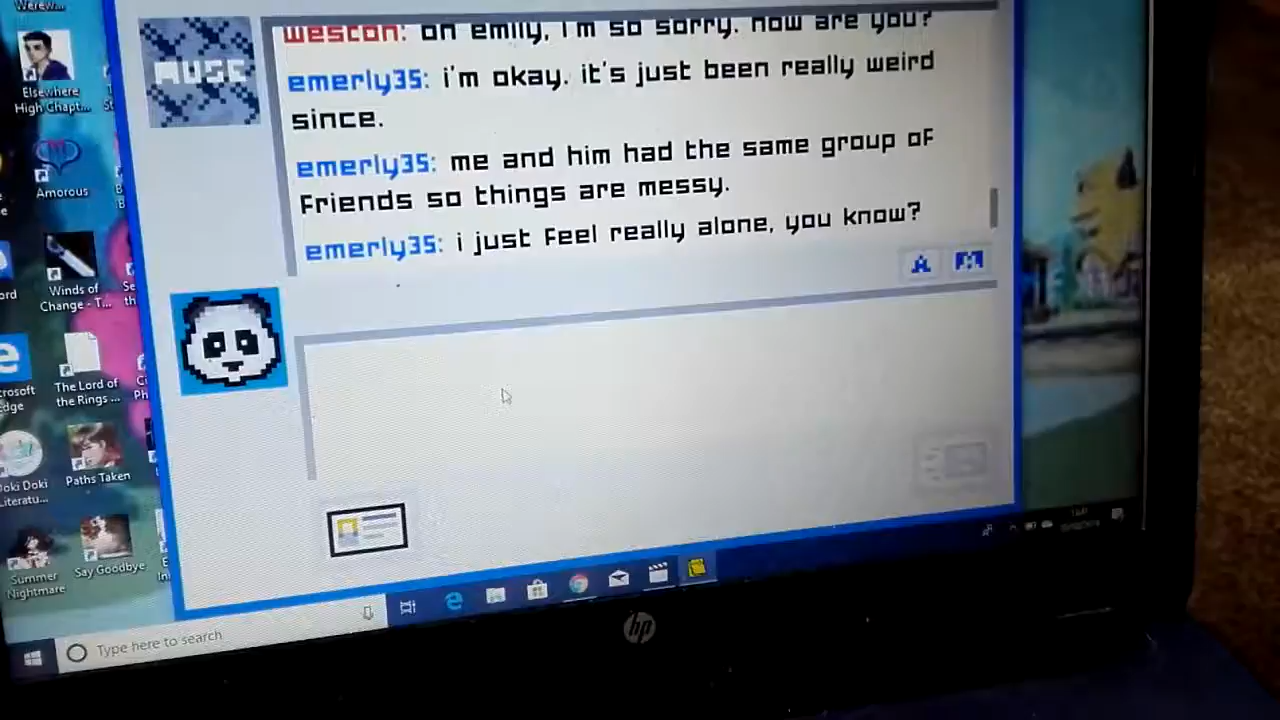 Werew...
Elsewhere
High Chapt...
Amorous
Winds of
Change - T...
ord
The Lord of
the Rings ...
crosoft
Edge
Paths Taken
Doki Doki
Literatu...
Summer
Nightmare
Say Goodbye
MUSE
weston: oh emily, i'm so sorry. how are you?
emerly35: i'm okay. it's just been really weird
since.
emerly35: me and him had the same group of
friends so things are messy.
emerly35: i just feel really alone, you know?
A
Type here to search
hp